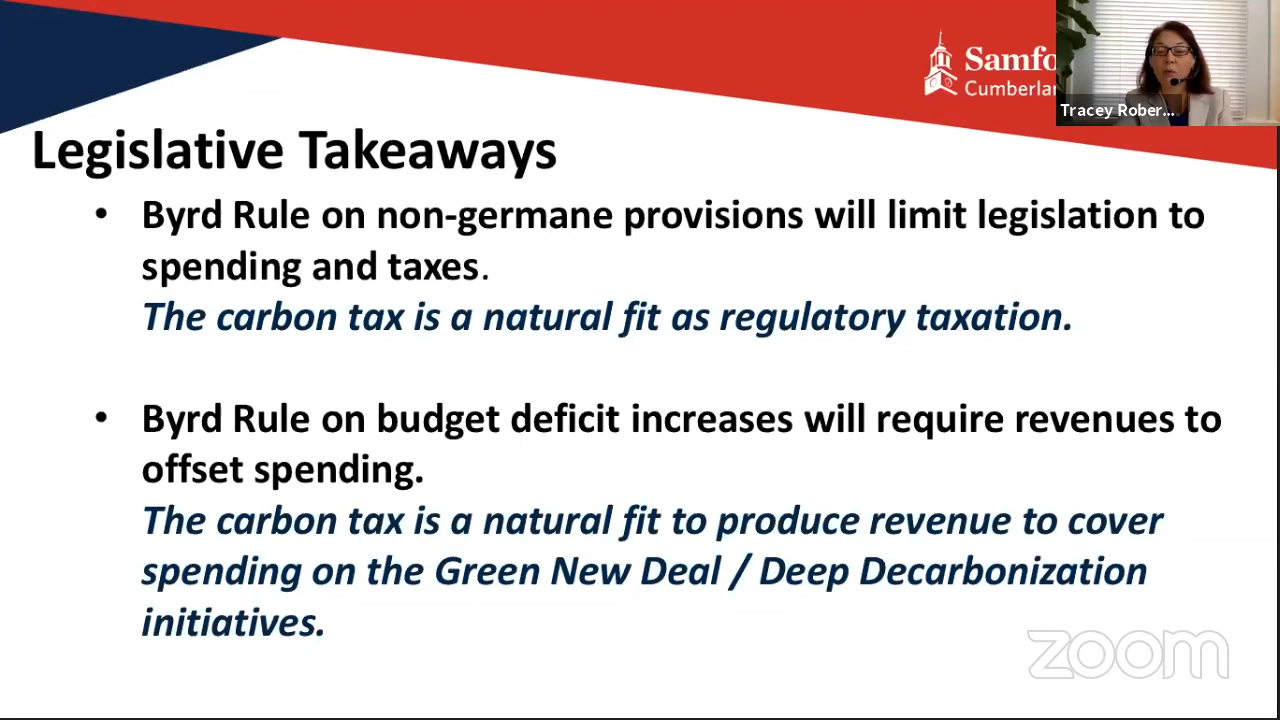 Samfo
Cumberlan
Tracey Rober...
Legislative Takeaways
• Byrd Rule on non-germane provisions will limit legislation to
spending and taxes.
The carbon tax is a natural fit as regulatory taxation.
• Byrd Rule on budget deficit increases will require revenues to
offset spending.
The carbon tax is a natural fit to produce revenue to cover
spending on the Green New Deal / Deep Decarbonization
initiatives.
zoom